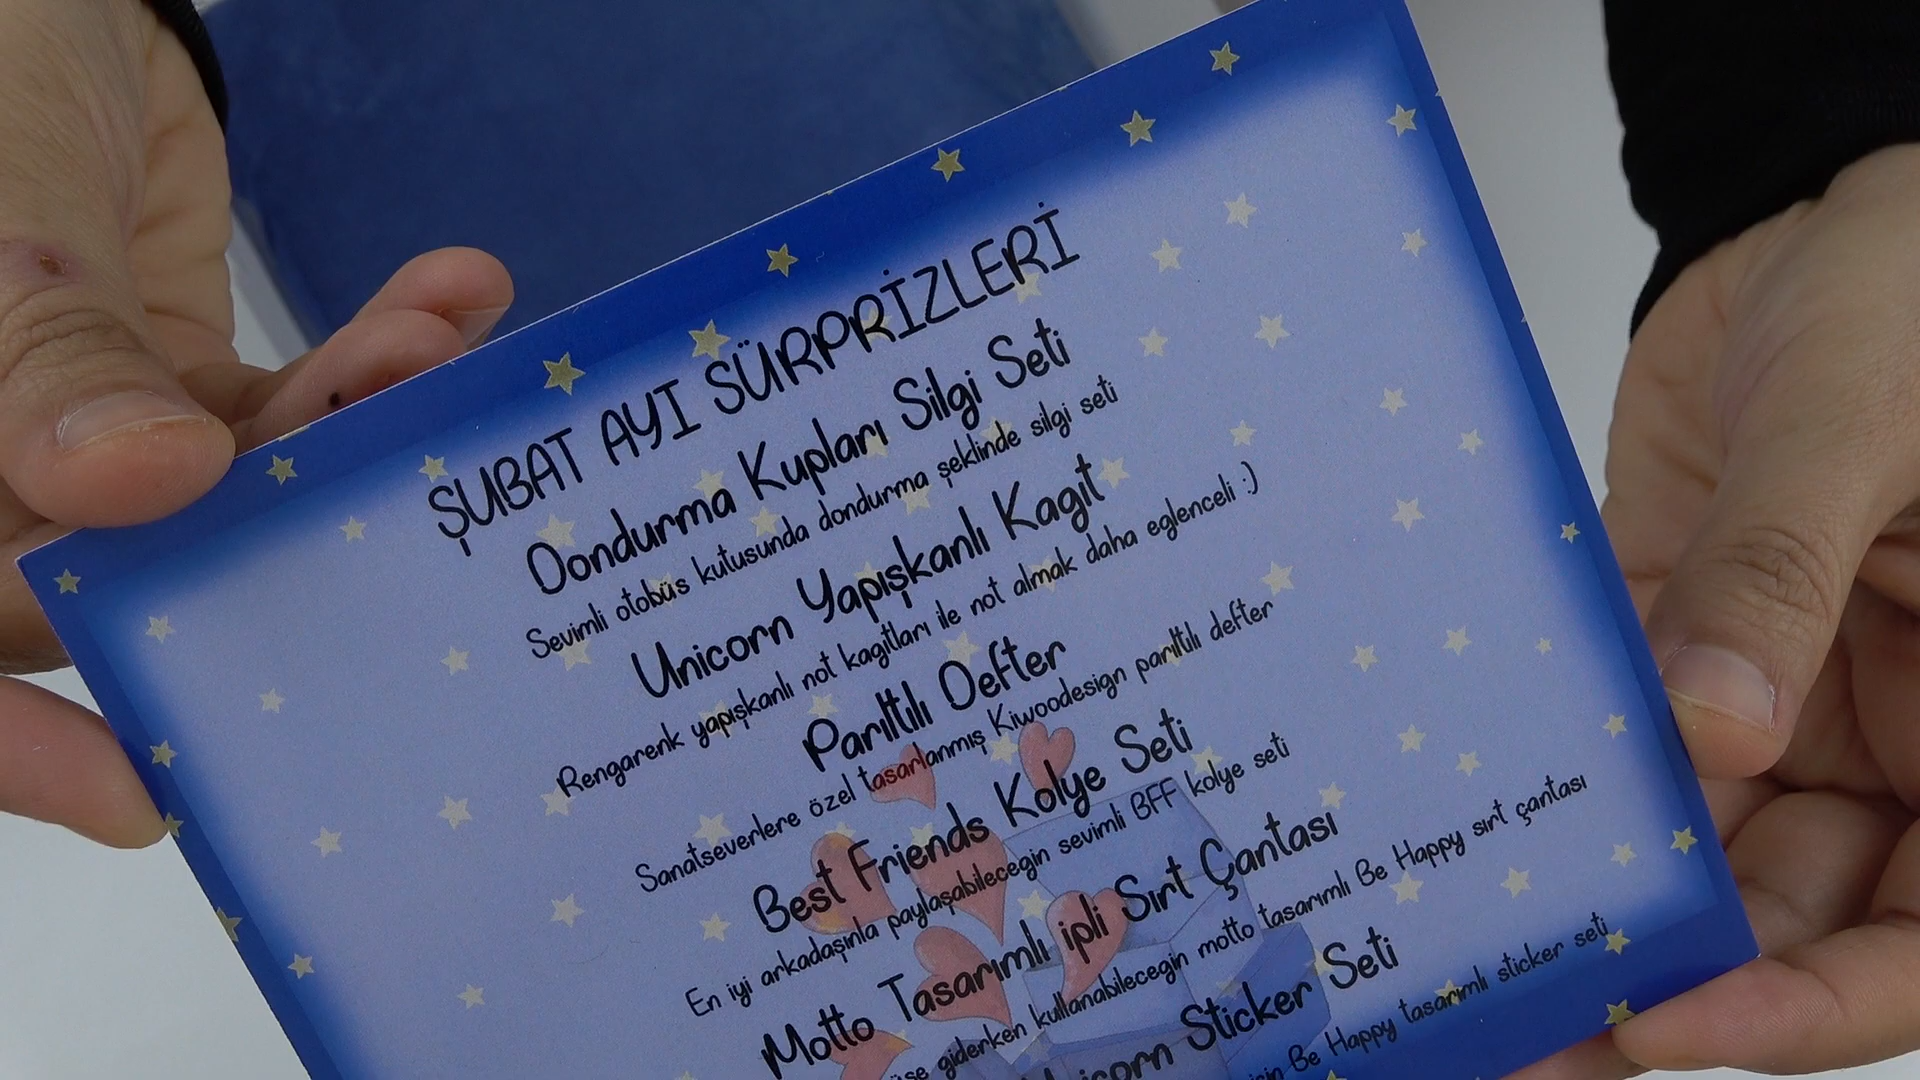 ŞUBAT AYI SÜRPRİZLERİ
Dondurma Kupları Silgi Seti
Sevimli otobüs kutusunda dondurma şeklinde silgi seti
Unicorn Yapışkanlı Kagıt
Rengarenk yapışkanlı not kagıtları ile not almak daha eglenceli :)
Parıltılı Defter
Sanatseverlere özel tasarlanmış Kiwoodesign parıltılı defter
Best Friends Kolye Seti
En iyi arkadaşınla paylaşabilecegin sevimli BFF kolye seti
Motto Tasarımlı ipli Sırt Çantası
giderken kullanabilecegin motto tasarımlı Be Happy sırt çantası
Unicorn Sticker Seti
Be Happy tasarımlı sticker seti